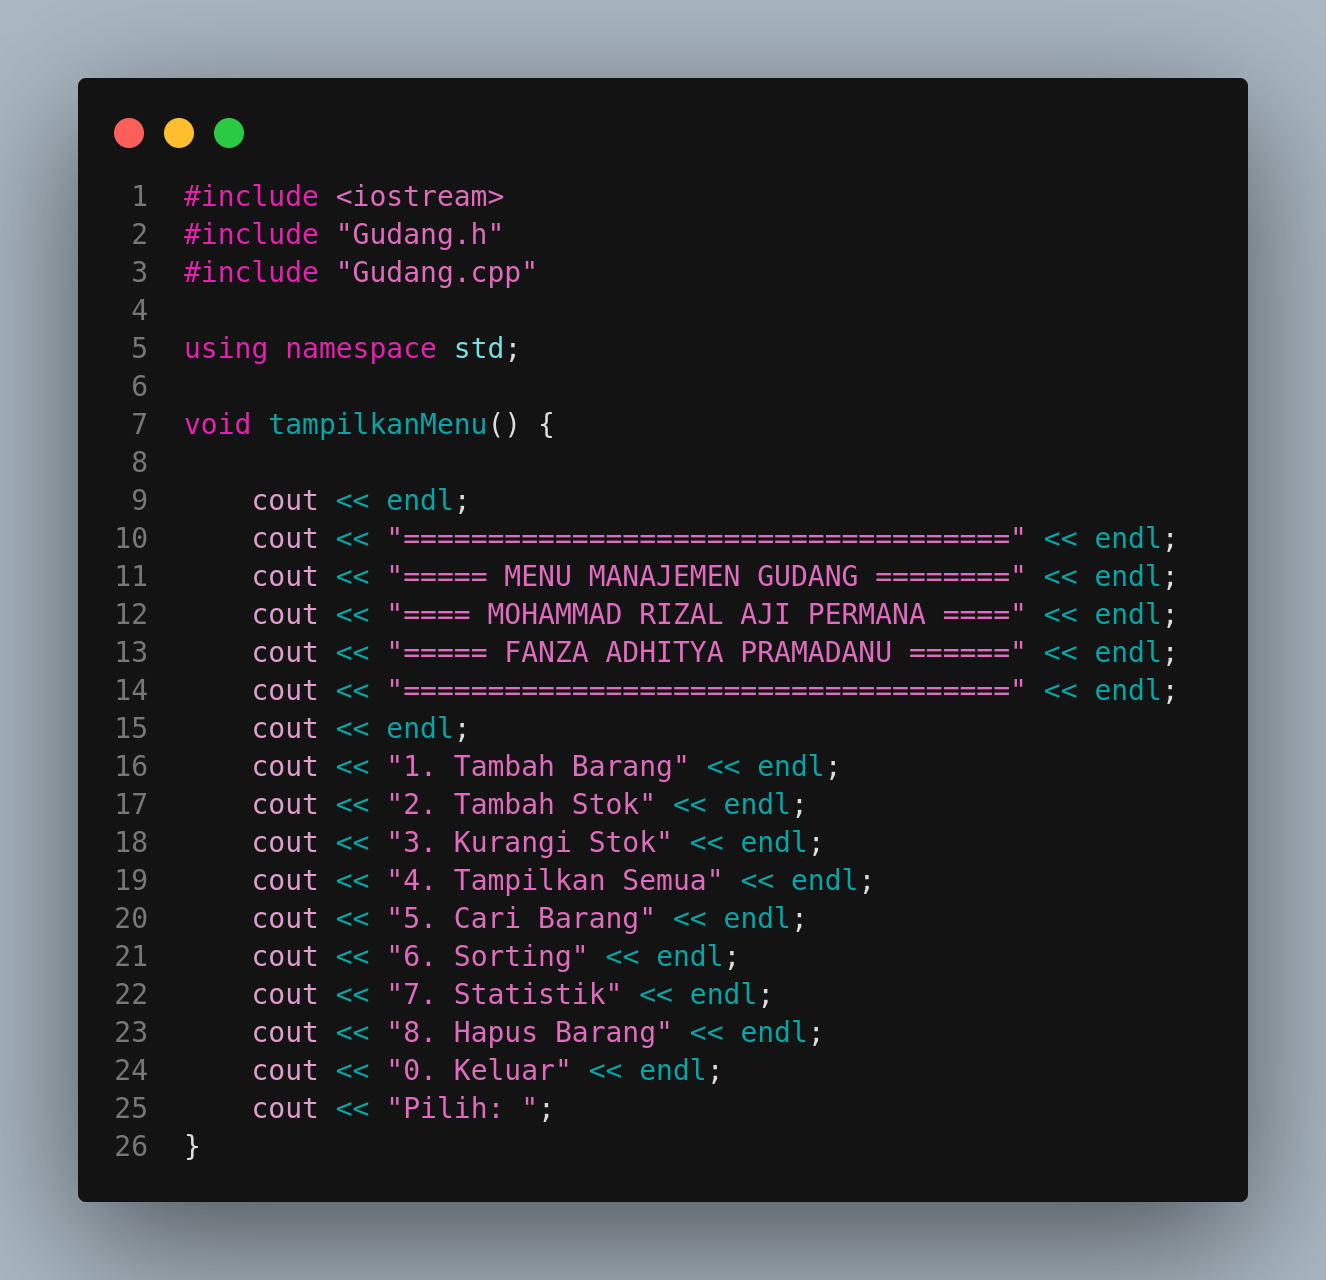 1 #include <iostream>
2 #include "Gudang.h"
3 #include "Gudang.cpp"
4
5 using namespace std;
6
7 void tampilkanMenu() {
8
9     cout << endl;
10     cout << "====================================" << endl;
11     cout << "===== MENU MANAJEMEN GUDANG ========" << endl;
12     cout << "==== MOHAMMAD RIZAL AJI PERMANA ====" << endl;
13     cout << "===== FANZA ADHITYA PRAMADANU ======" << endl;
14     cout << "====================================" << endl;
15     cout << endl;
16     cout << "1. Tambah Barang" << endl;
17     cout << "2. Tambah Stok" << endl;
18     cout << "3. Kurangi Stok" << endl;
19     cout << "4. Tampilkan Semua" << endl;
20     cout << "5. Cari Barang" << endl;
21     cout << "6. Sorting" << endl;
22     cout << "7. Statistik" << endl;
23     cout << "8. Hapus Barang" << endl;
24     cout << "0. Keluar" << endl;
25     cout << "Pilih: ";
26 }